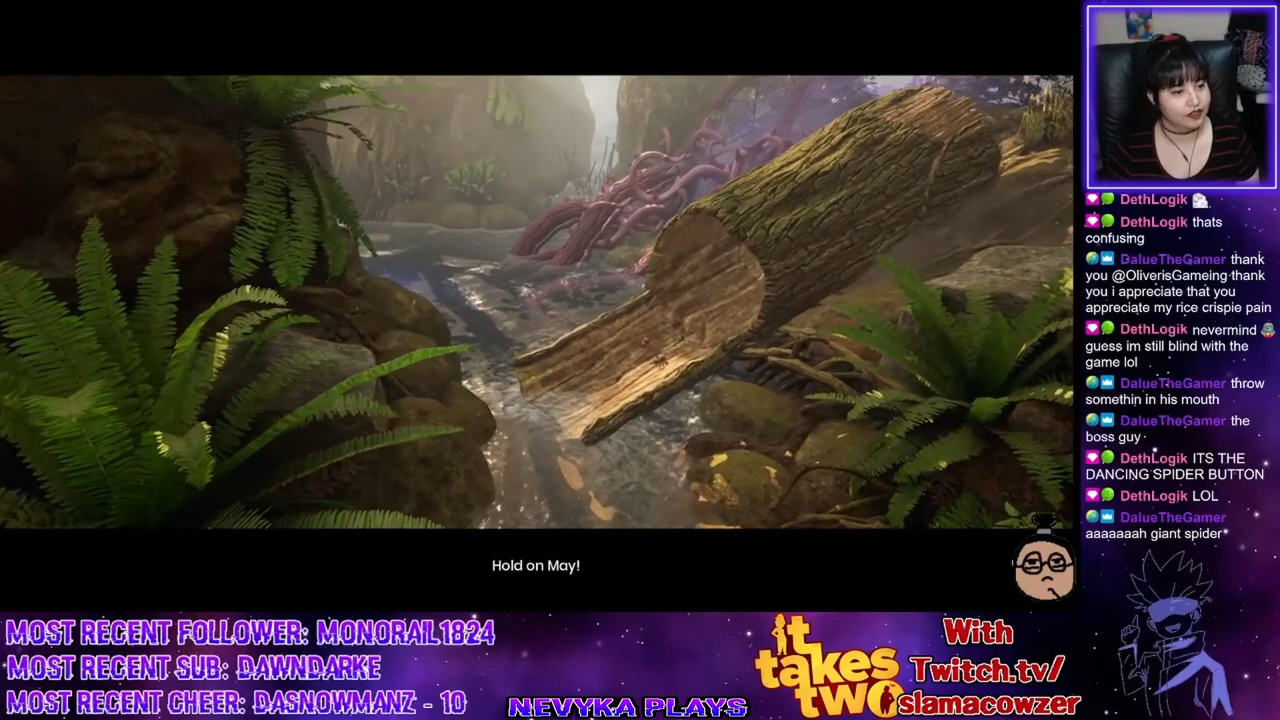 DethLogik
DethLogik thats
confusing
DalueTheGamer thank
you @OliverisGameing thank
you i appreciate that you
appreciate my rice crispie pain
DethLogik nevermind
guess im still blind with the
game lol
DalueTheGamer throw
somethin in his mouth
DalueTheGamer the
boss guy
DethLogik ITS THE
DANCING SPIDER BUTTON
DethLogik LOL
DalueTheGamer
aaaaaaah giant spider
Hold on May!
MOST RECENT FOLLOWER: MONORAIL1824
MOST RECENT SUB: DAWNDARKE
MOST RECENT CHEER: DASNOWMANZ - 10
NEVYKA PLAYS
it
takes
two
With
Twitch.tv/
slamacowzer